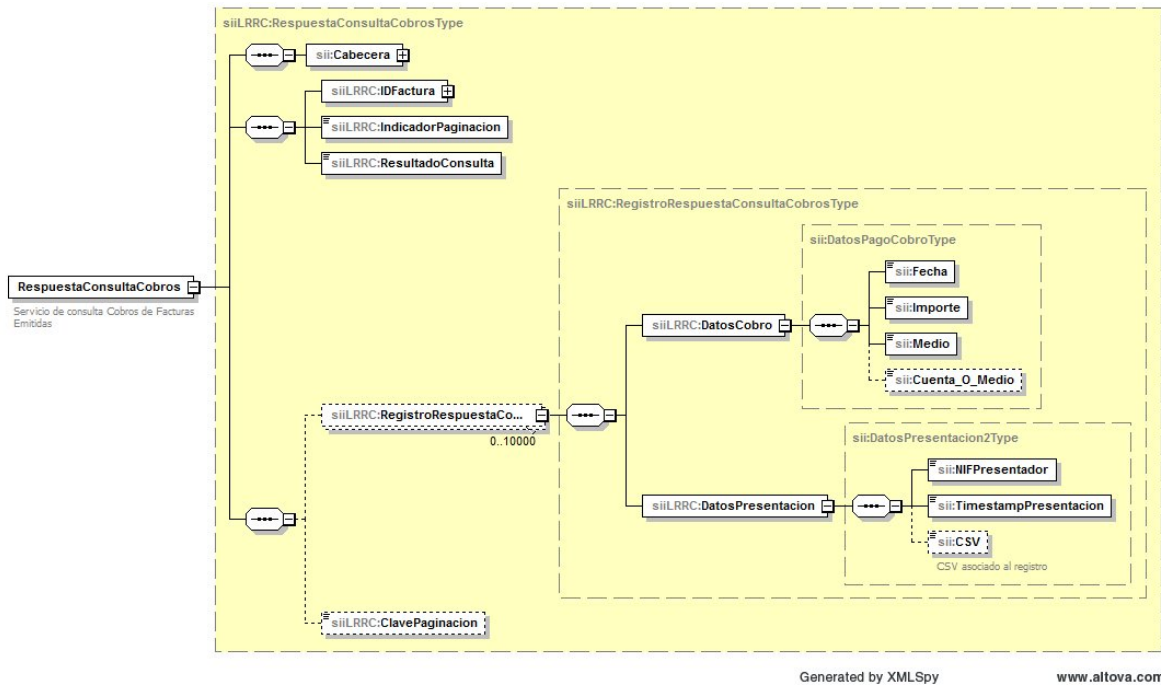 siiLRRC:RespuestaConsultaCobrosType
sii:Cabecera
siiLRRC:IDFactura
siiLRRC:IndicadorPaginacion
siiLRRC:ResultadoConsulta
siiLRRC:RegistroRespuestaConsultaCobrosType
sii:DatosPagoCobroType
sii:Fecha
sii:Importe
sii:Medio
sii:Cuenta_O_Medio
siiLRRC:DatosCobro
RespuestaConsultaCobros
Servicio de consulta Cobros de Facturas
Emitidas
siiLRRC:RegistroRespuestaCo...
0..10000
sii:DatosPresentacion2Type
sii:NIFPresentador
siiLRRC:DatosPresentacion
sii:TimestampPresentacion
sii:CSV
CSV asociado al registro
siiLRRC:ClavePaginacion
Generated by XMLSpy
www.altova.com